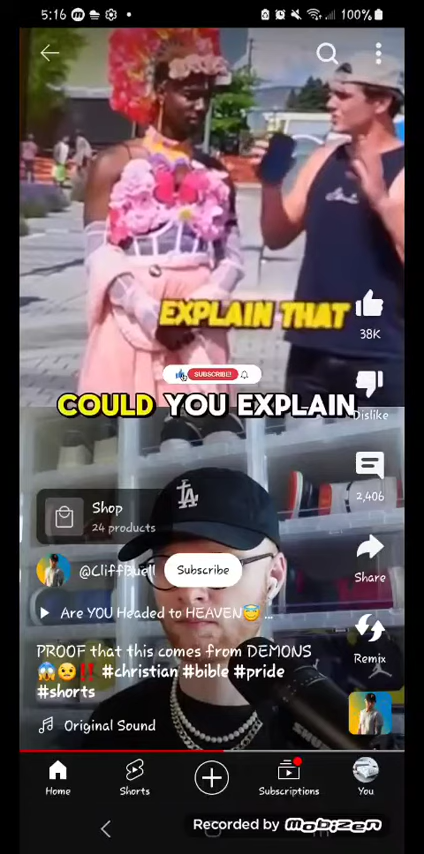 5:16
100%
EXPLAIN THAT
38K
SUBSCRIBE!
COULD YOU EXPLAIN
Dislike
LA
Shop
24 products
2,406
@CliffBuell
Subscribe
Share
Are YOU Headed to HEAVEN😇 ...
PROOF that this comes from DEMONS
😱😉‼️ #christian #bible #pride
#shorts
Remix
Original Sound
Home
Shorts
Subscriptions
You
Recorded by mobizen